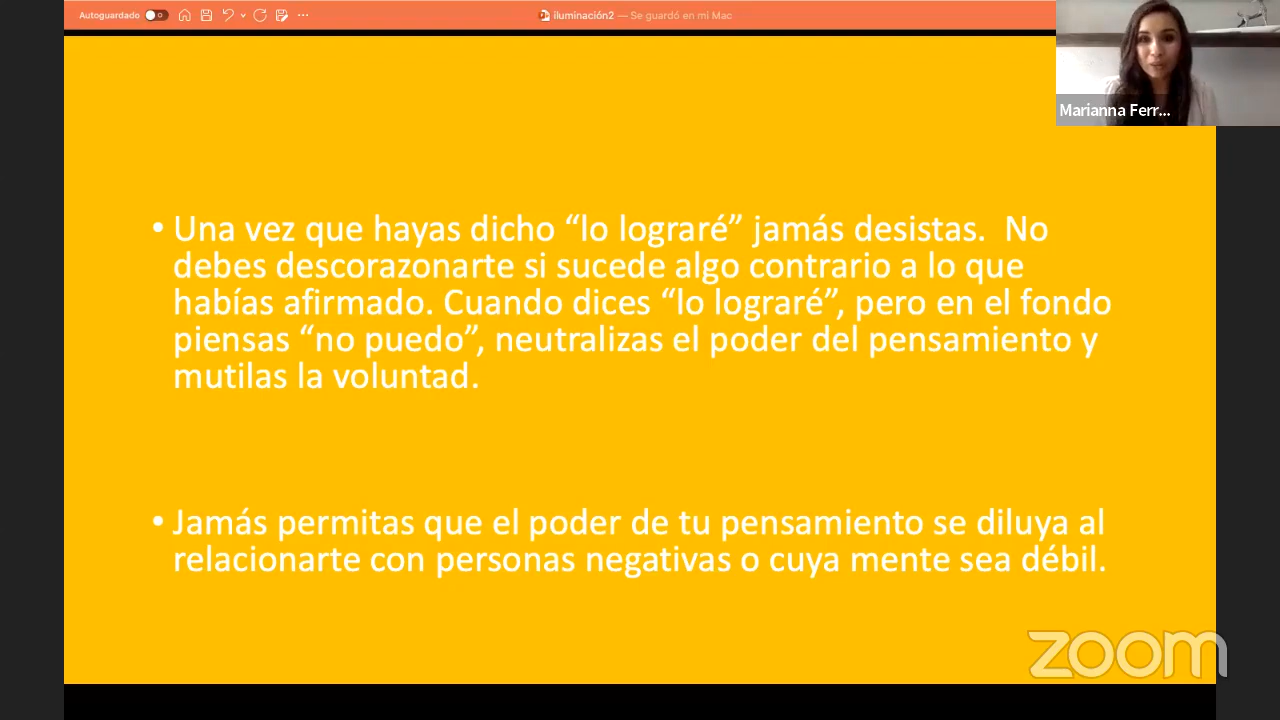 Autoguardado
iluminación2 — Se guardó en mi Mac
Marianna Ferr...
• Una vez que hayas dicho “lo lograré” jamás desistas.  No
debes descorazonarte si sucede algo contrario a lo que
habías afirmado. Cuando dices “lo lograré”, pero en el fondo
piensas “no puedo”, neutralizas el poder del pensamiento y
mutilas la voluntad.
• Jamás permitas que el poder de tu pensamiento se diluya al
relacionarte con personas negativas o cuya mente sea débil.
zoom